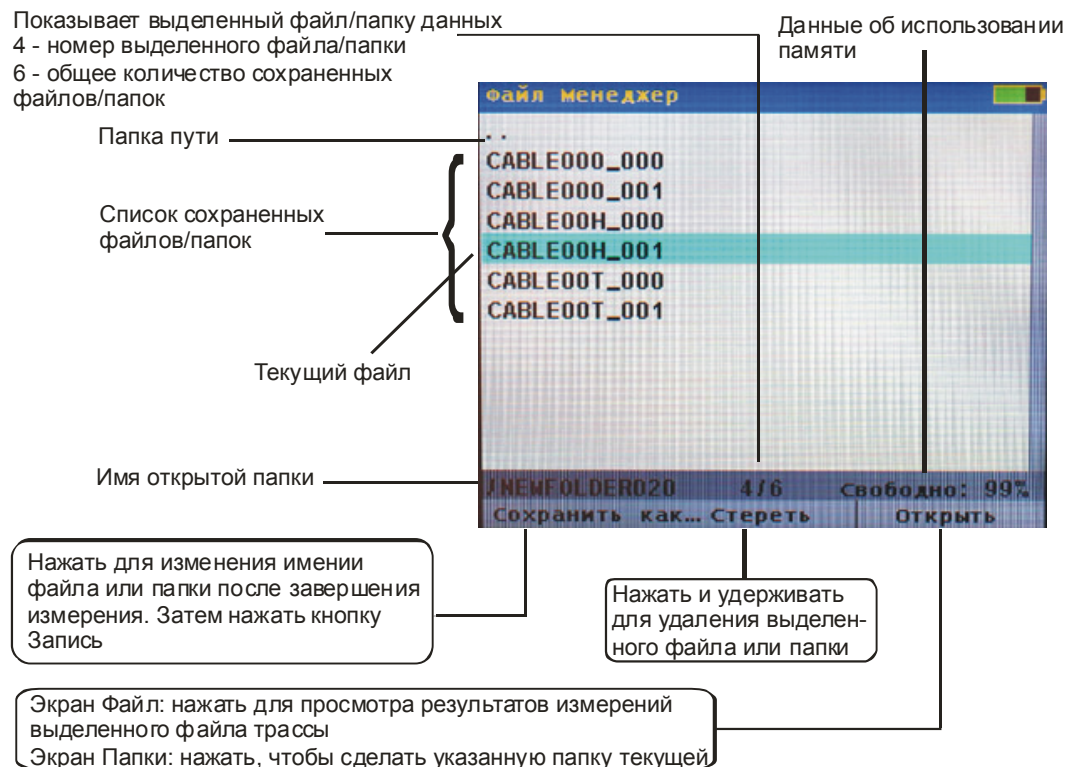 Показывает выделенный файл/папку данных
4 - номер выделенного файла/папки
6 - общее количество сохраненных
файлов/папок
Данные об использовании
памяти
Файл менеджер
Папка пути
..
CABLE000_000
CABLE000_001
CABLE00H_000
CABLE00H_001
CABLE00T_000
CABLE00T_001
Список сохраненных
файлов/папок
Текущий файл
Имя открытой папки
/NEWFOLDER020 4/6 Свободно: 99%
Сохранить как... Стереть Открыть
Нажать для изменения имении
файла или папки после завершения
измерения. Затем нажать кнопку
Запись
Нажать и удерживать
для удаления выделен-
ного файла или папки
Экран Файл: нажать для просмотра результатов измерений
выделенного файла трассы
Экран Папки: нажать, чтобы сделать указанную папку текущей